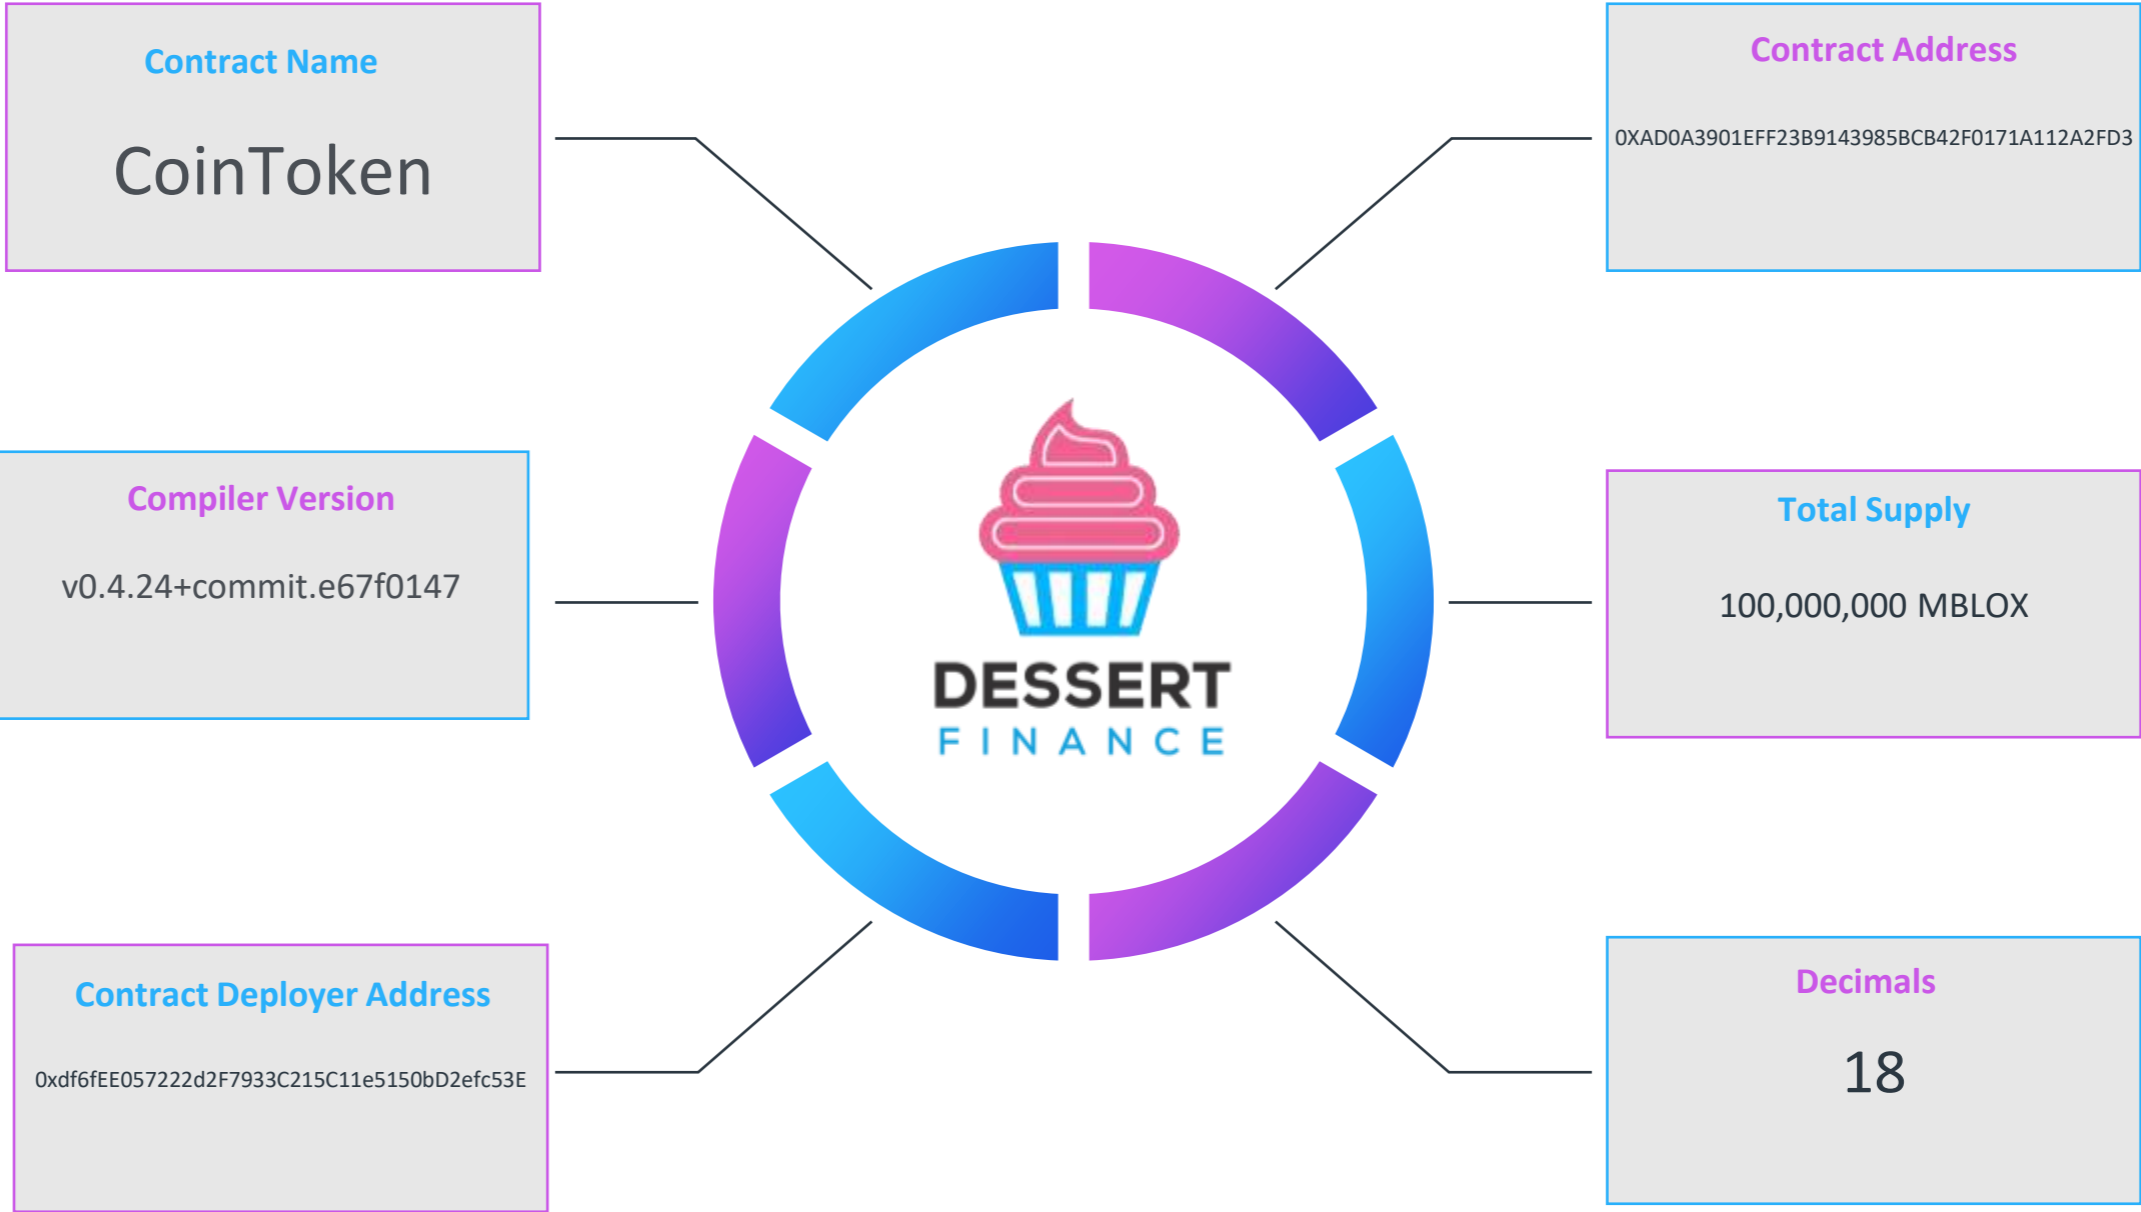 Contract Name
CoinToken
Contract Address
0XAD0A3901EFF23B9143985BCB42F0171A112A2FD3
Compiler Version
v0.4.24+commit.e67f0147
DESSERT
FINANCE
Total Supply
100,000,000 MBLOX
Contract Deployer Address
0xdf6fEE057222d2F7933C215C11e5150bD2efc53E
Decimals
18